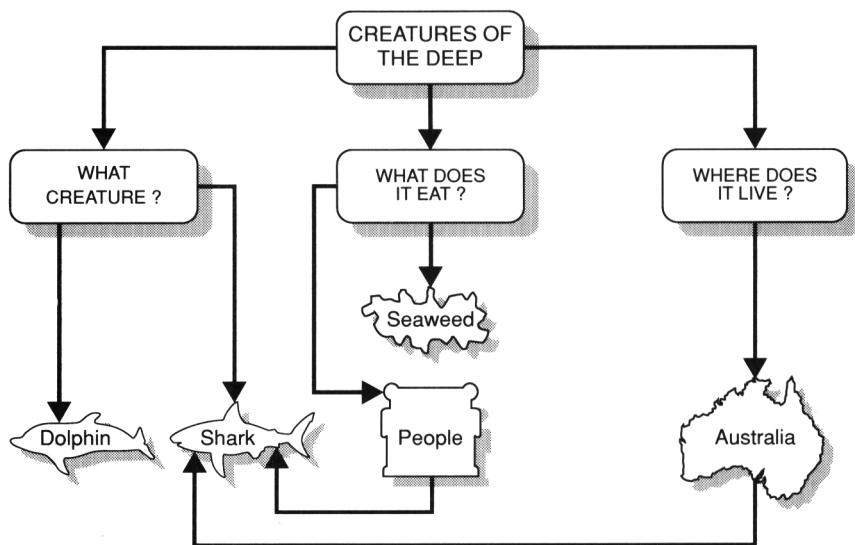 CREATURES OF
THE DEEP
WHAT
CREATURE ?
WHAT DOES
IT EAT ?
WHERE DOES
IT LIVE ?
Seaweed
Dolphin
Shark
People
Australia